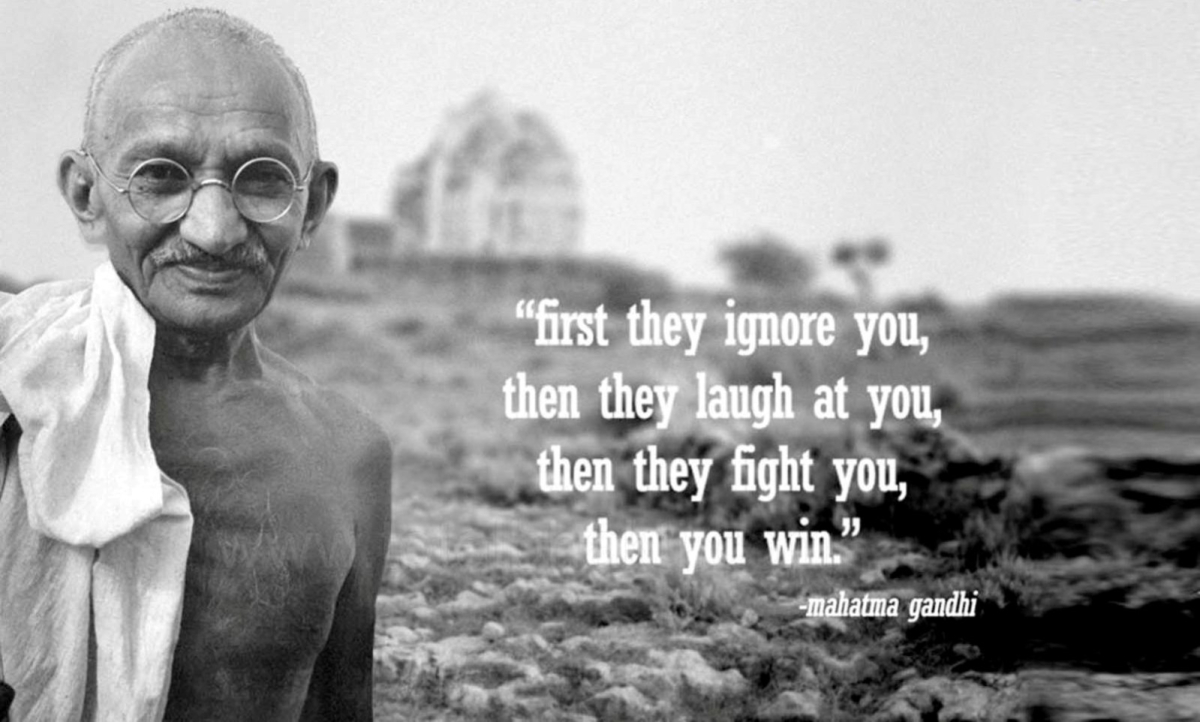 “first they ignore you,
then they laugh at you,
then they fight you,
then you win.”
-mahatma gandhi